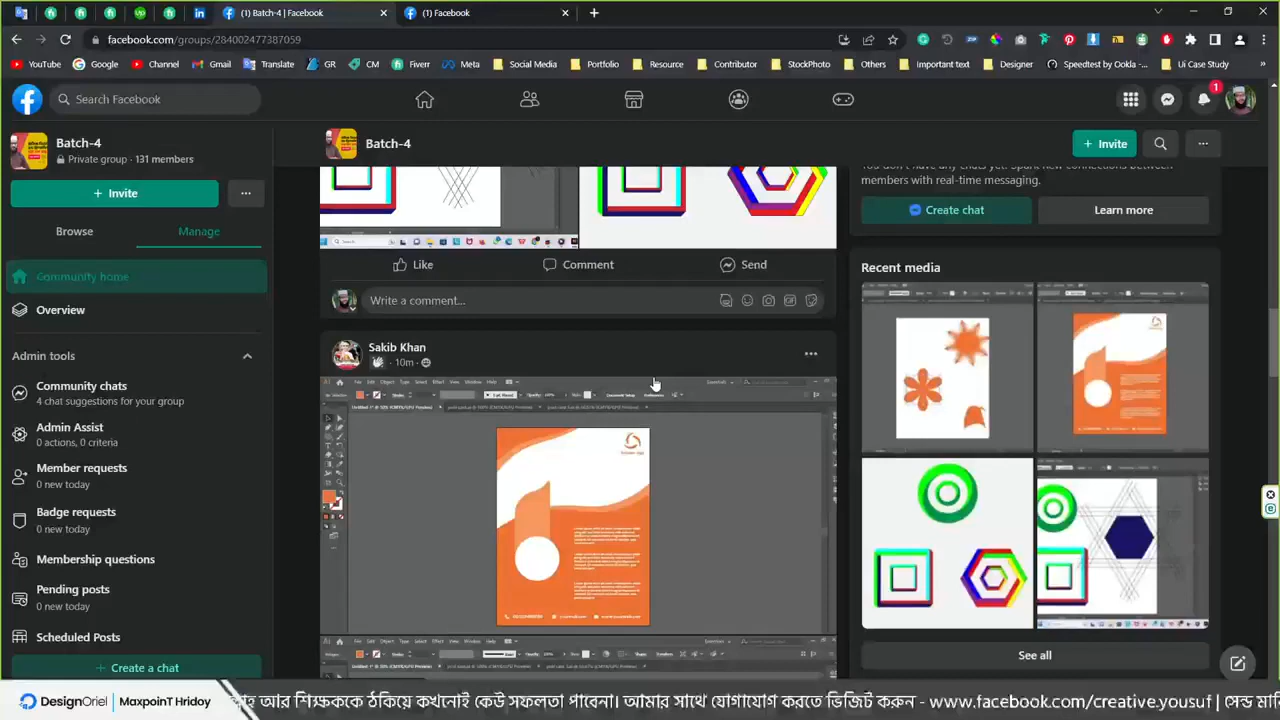 (1) Batch-4 | Facebook
(1) Facebook
facebook.com/groups/284002477387059
YouTube
Google
Channel
Gmail
Translate
GR
CM
Fiverr
Meta
Social Media
Portfolio
Resource
Contributor
StockPhoto
Others
Important text
Designer
Speedtest by Ookla -...
Ui Case Study
»
Search Facebook
1
Batch-4
Private group · 131 members
+ Invite
Browse
Manage
Community home
Overview
Admin tools
Community chats
4 chat suggestions for your group
Admin Assist
0 actions, 0 criteria
Member requests
0 new today
Badge requests
0 new today
Membership questions
Pending posts
0 new today
Scheduled Posts
+ Create a chat
Batch-4
+ Invite
Like
Comment
Send
Write a comment...
Sakib Khan
· 10m ·
members with real-time messaging.
Create chat
Learn more
Recent media
See all
DesignOriel | MaxpoinT Hridoy
আর শিক্ষককে ঠকিয়ে কখনোই কেউ সফলতা পাবেনা। আমার সাথে যোগাযোগ করতে ভিজিট করুন - www.facebook.com/creative.yousuf | সেন্ড